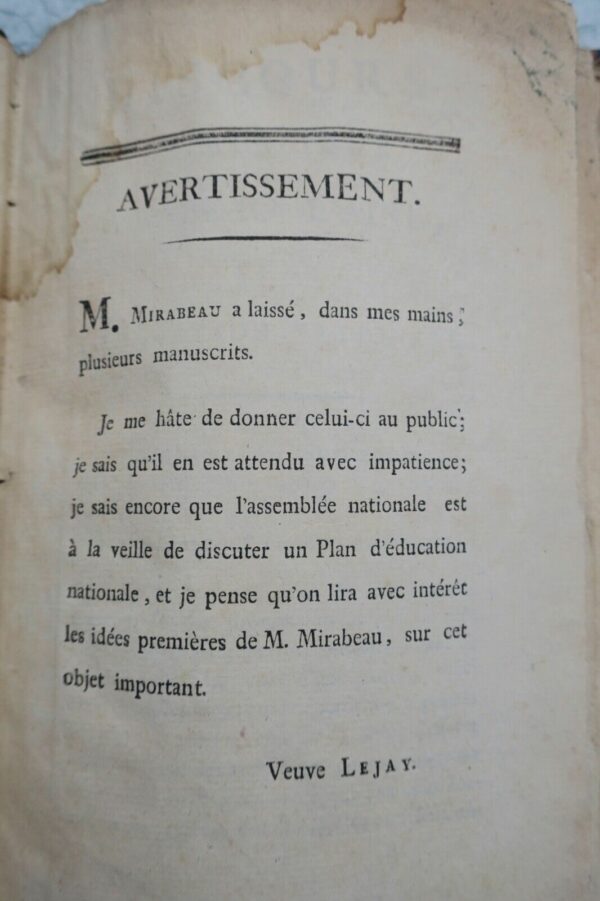 AVERTISSEMENT.
M. MIRABEAU a laissé, dans mes mains;
plusieurs manuscrits.
Je me hâte de donner celui-ci au public;
je sais qu'il en est attendu avec impatience;
je sais encore que l'assemblée nationale est
à la veille de discuter un Plan d'éducation
nationale, et je pense qu'on lira avec intérêt
les idées premières de M. Mirabeau, sur cet
objet important.
Veuve LEJAY.